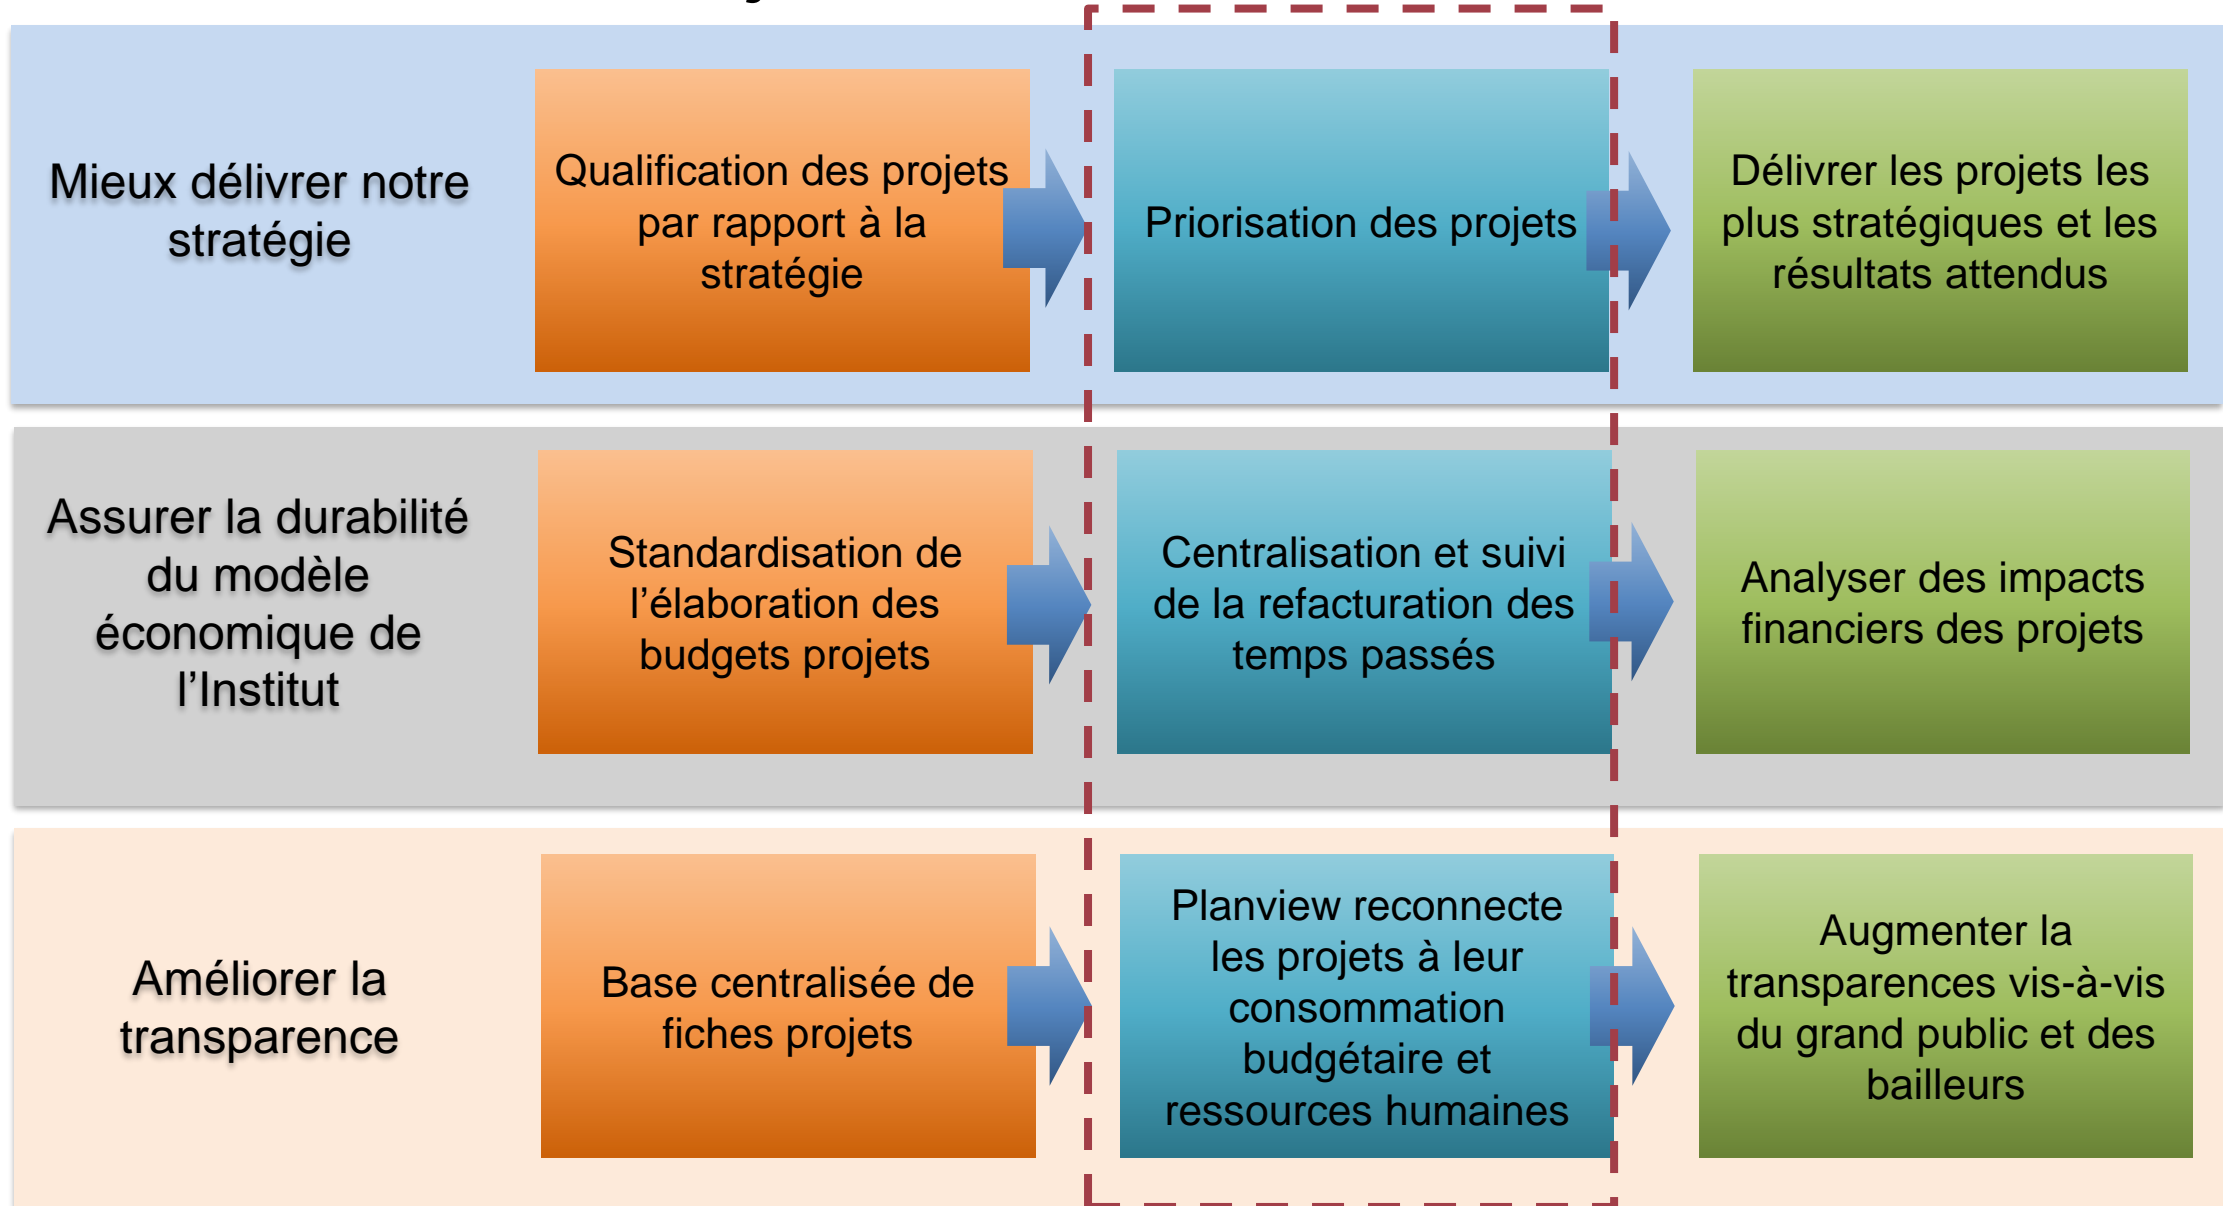 Mieux délivrer notre
stratégie
Qualification des projets
par rapport à la
stratégie
Priorisation des projets
Délivrer les projets les
plus stratégiques et les
résultats attendus
Assurer la durabilité
du modèle
économique de
l’Institut
Standardisation de
l’élaboration des
budgets projets
Centralisation et suivi
de la refacturation des
temps passés
Analyser des impacts
financiers des projets
Améliorer la
transparence
Base centralisée de
fiches projets
Planview reconnecte
les projets à leur
consommation
budgétaire et
ressources humaines
Augmenter la
transparences vis-à-vis
du grand public et des
bailleurs